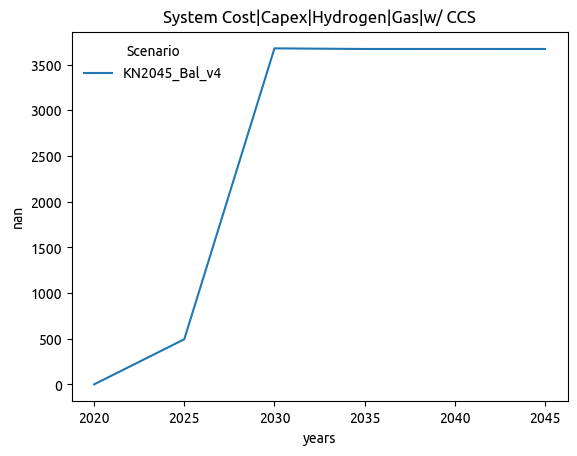 System Cost|Capex|Hydrogen|Gas|w/ CCS
Scenario
KN2045_Bal_v4
3500
3000
2500
2000
1500
1000
500
0
nan
2020 2025 2030 2035 2040 2045
years